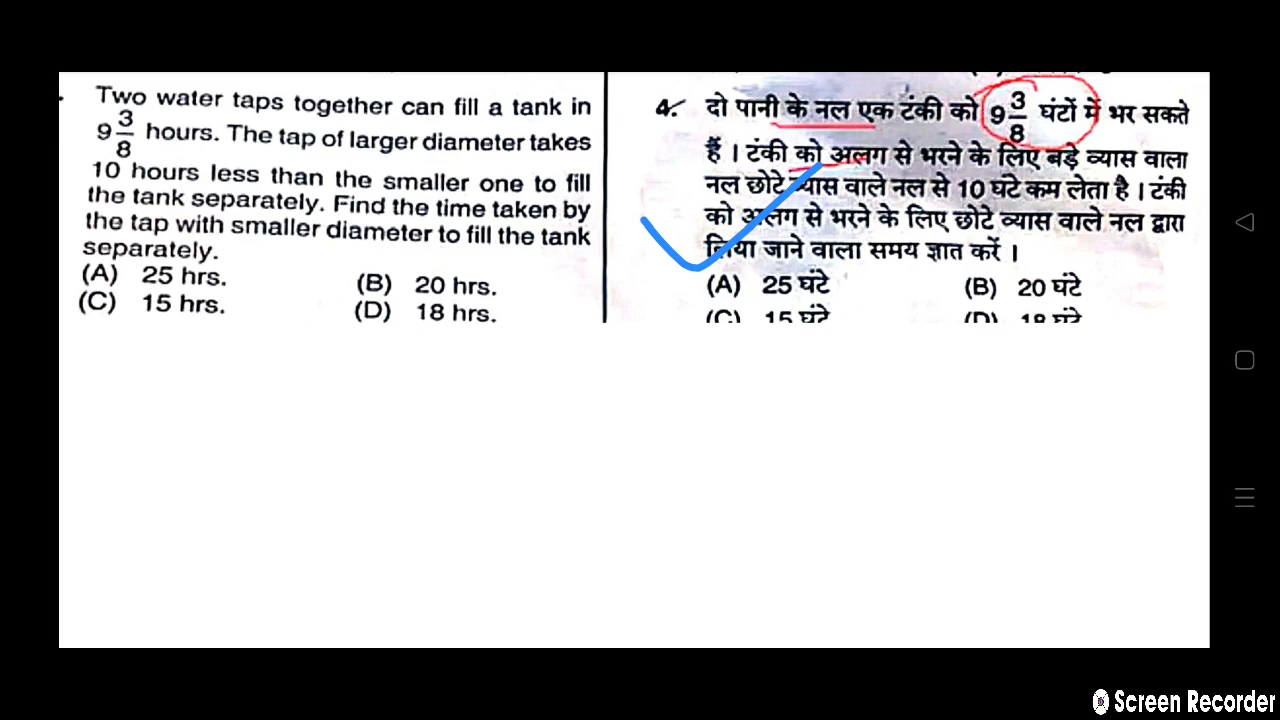 Two water taps together can fill a tank in
9 3/8 hours. The tap of larger diameter takes
10 hours less than the smaller one to fill
the tank separately. Find the time taken by
the tap with smaller diameter to fill the tank
separately.
(A) 25 hrs. (B) 20 hrs.
(C) 15 hrs. (D) 18 hrs.
4. दो पानी के नल एक टंकी को 9 3/8 घंटों में भर सकते
हैं । टंकी को अलग से भरने के लिए बड़े व्यास वाला
नल छोटे व्यास वाले नल से 10 घंटे कम लेता है । टंकी
को अलग से भरने के लिए छोटे व्यास वाले नल द्वारा
लिया जाने वाला समय ज्ञात करें ।
(A) 25 घंटे (B) 20 घंटे
(C) 15 घंटे (D) 18 घंटे
Screen Recorder